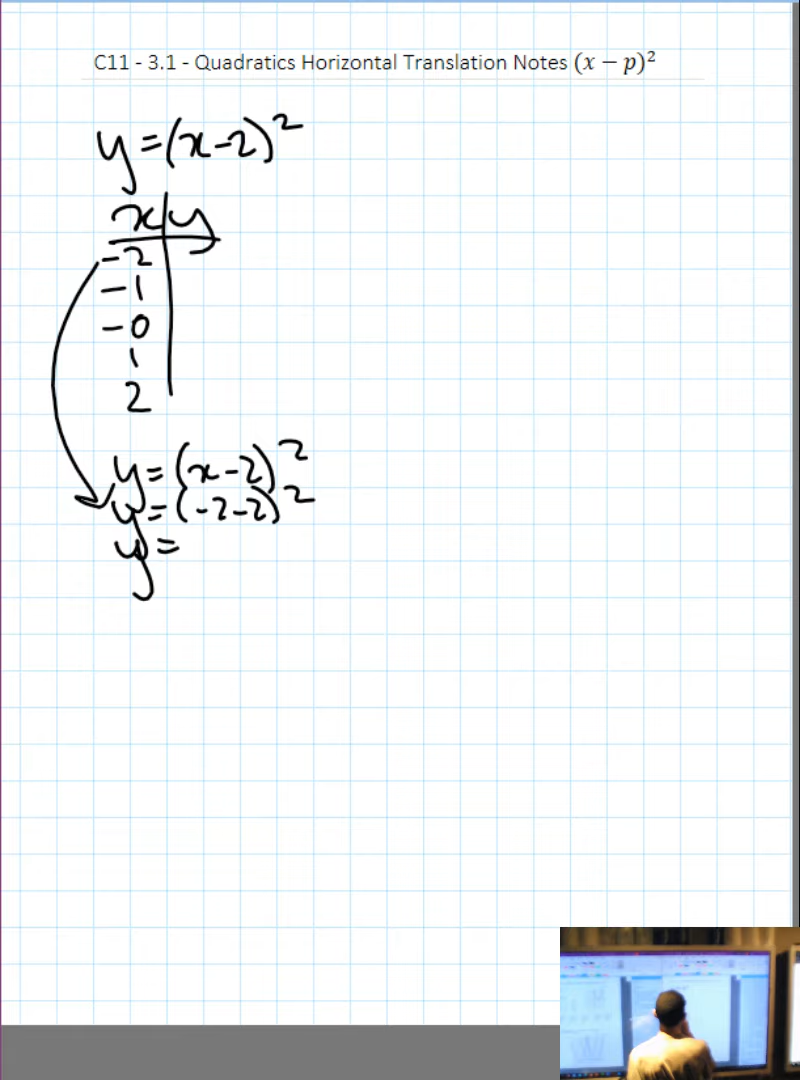 C11 - 3.1 - Quadratics Horizontal Translation Notes (x − p)²
y=(x-2)²
x|y
-2
-1
-0
1
2
y=(x-2)²
y=(-2-2)²
y=